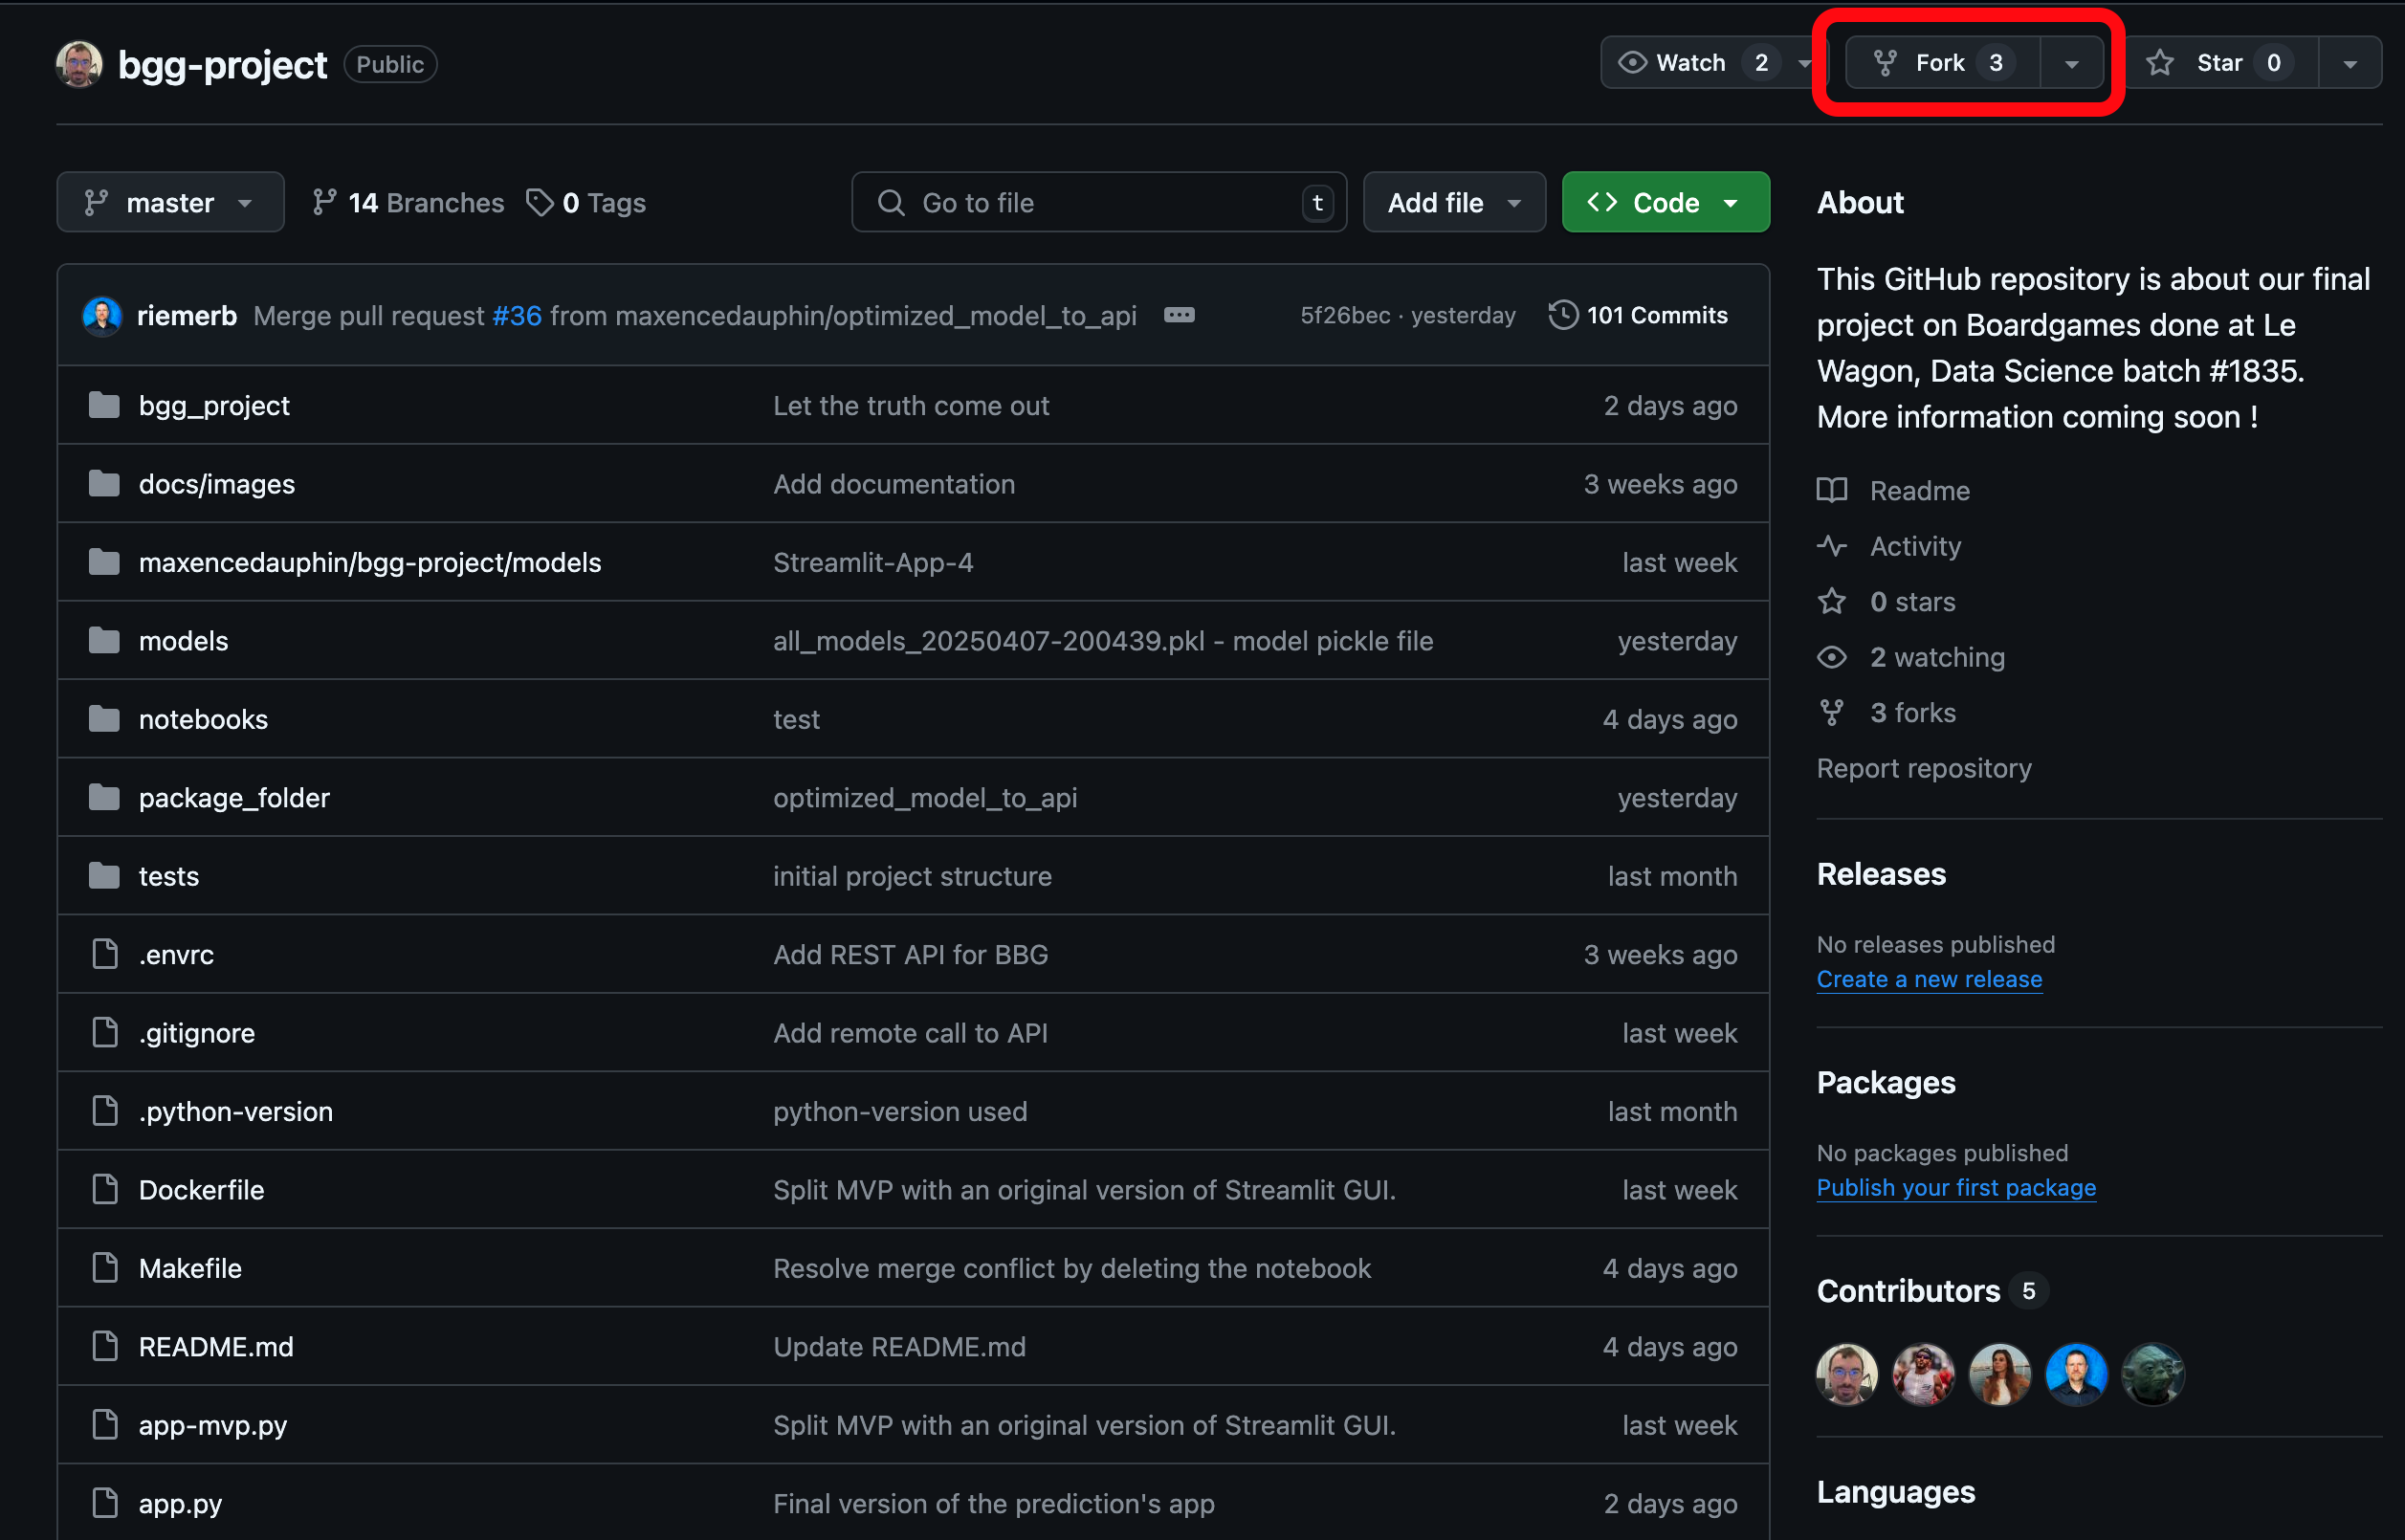 bgg-project Public Watch 2 Fork 3 Star 0
master 14 Branches 0 Tags Go to file t Add file Code
riemerb Merge pull request #36 from maxencedauphin/optimized_model_to_api 5f26bec · yesterday 101 Commits
bgg_project Let the truth come out 2 days ago
docs/images Add documentation 3 weeks ago
maxencedauphin/bgg-project/models Streamlit-App-4 last week
models all_models_20250407-200439.pkl - model pickle file yesterday
notebooks test 4 days ago
package_folder optimized_model_to_api yesterday
tests initial project structure last month
.envrc Add REST API for BBG 3 weeks ago
.gitignore Add remote call to API last week
.python-version python-version used last month
Dockerfile Split MVP with an original version of Streamlit GUI. last week
Makefile Resolve merge conflict by deleting the notebook 4 days ago
README.md Update README.md 4 days ago
app-mvp.py Split MVP with an original version of Streamlit GUI. last week
app.py Final version of the prediction's app 2 days ago
About
This GitHub repository is about our final
project on Boardgames done at Le
Wagon, Data Science batch #1835.
More information coming soon !
Readme
Activity
0 stars
2 watching
3 forks
Report repository
Releases
No releases published
Create a new release
Packages
No packages published
Publish your first package
Contributors 5
Languages